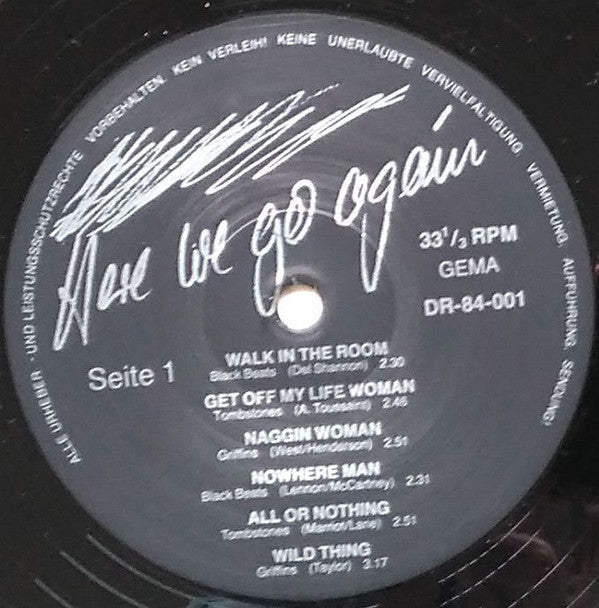 ALLE URHEBER - UND LEISTUNGSSCHUTZRECHTE VORBEHALTEN. KEIN VERLEIH! KEINE UNERLAUBTE VERVIELFÄLTIGUNG. VERMIETUNG. AUFFÜHRUNG. SENDUNG!
Here we go again
33 1/3 RPM
GEMA
DR-84-001
Seite 1
WALK IN THE ROOM
Black Beats (Del Shannon) 2:30
GET OFF MY LIFE WOMAN
Tombstones (A. Toussains) 2.46
NAGGIN WOMAN
Griffins (West/Henderson) 2.51
NOWHERE MAN
Black Beats (Lennon/McCartney) 2:31
ALL OR NOTHING
Tombstones (Marriot/Lane) 2:51
WILD THING
Griffins (Taylor) 3.17